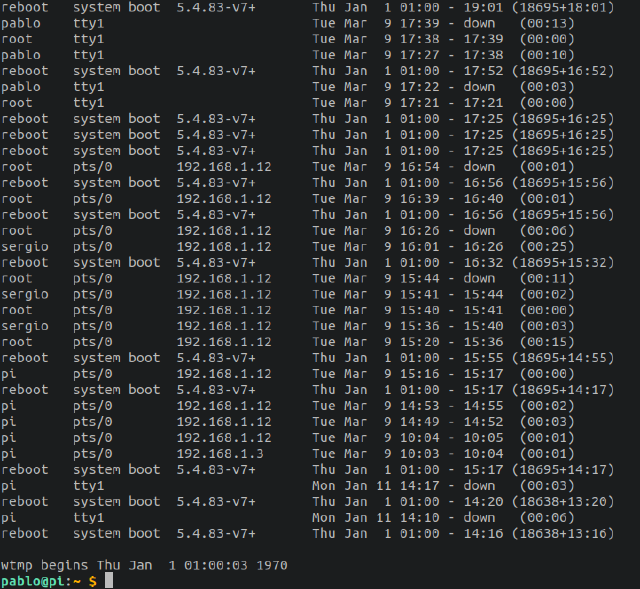 reboot   system boot  5.4.83-v7+       Thu Jan  1 01:00 - 19:01 (18695+18:01)
pablo    tty1                          Tue Mar  9 17:39 - down   (00:13)
root     tty1                          Tue Mar  9 17:38 - 17:39  (00:00)
pablo    tty1                          Tue Mar  9 17:27 - 17:38  (00:10)
reboot   system boot  5.4.83-v7+       Thu Jan  1 01:00 - 17:52 (18695+16:52)
pablo    tty1                          Tue Mar  9 17:22 - down   (00:03)
root     tty1                          Tue Mar  9 17:21 - 17:21  (00:00)
reboot   system boot  5.4.83-v7+       Thu Jan  1 01:00 - 17:25 (18695+16:25)
reboot   system boot  5.4.83-v7+       Thu Jan  1 01:00 - 17:25 (18695+16:25)
reboot   system boot  5.4.83-v7+       Thu Jan  1 01:00 - 17:25 (18695+16:25)
root     pts/0        192.168.1.12     Tue Mar  9 16:54 - down   (00:01)
reboot   system boot  5.4.83-v7+       Thu Jan  1 01:00 - 16:56 (18695+15:56)
root     pts/0        192.168.1.12     Tue Mar  9 16:39 - 16:40  (00:01)
reboot   system boot  5.4.83-v7+       Thu Jan  1 01:00 - 16:56 (18695+15:56)
root     pts/0        192.168.1.12     Tue Mar  9 16:26 - down   (00:06)
sergio   pts/0        192.168.1.12     Tue Mar  9 16:01 - 16:26  (00:25)
reboot   system boot  5.4.83-v7+       Thu Jan  1 01:00 - 16:32 (18695+15:32)
root     pts/0        192.168.1.12     Tue Mar  9 15:44 - down   (00:11)
sergio   pts/0        192.168.1.12     Tue Mar  9 15:41 - 15:44  (00:02)
root     pts/0        192.168.1.12     Tue Mar  9 15:40 - 15:41  (00:00)
sergio   pts/0        192.168.1.12     Tue Mar  9 15:36 - 15:40  (00:03)
root     pts/0        192.168.1.12     Tue Mar  9 15:20 - 15:36  (00:15)
reboot   system boot  5.4.83-v7+       Thu Jan  1 01:00 - 15:55 (18695+14:55)
pi       pts/0        192.168.1.12     Tue Mar  9 15:16 - 15:17  (00:00)
reboot   system boot  5.4.83-v7+       Thu Jan  1 01:00 - 15:17 (18695+14:17)
pi       pts/0        192.168.1.12     Tue Mar  9 14:53 - 14:55  (00:02)
pi       pts/0        192.168.1.12     Tue Mar  9 14:49 - 14:52  (00:03)
pi       pts/0        192.168.1.12     Tue Mar  9 10:04 - 10:05  (00:01)
pi       pts/0        192.168.1.3      Tue Mar  9 10:03 - 10:04  (00:01)
reboot   system boot  5.4.83-v7+       Thu Jan  1 01:00 - 15:17 (18695+14:17)
pi       tty1                          Mon Jan 11 14:17 - down   (00:03)
reboot   system boot  5.4.83-v7+       Thu Jan  1 01:00 - 14:20 (18638+13:20)
pi       tty1                          Mon Jan 11 14:10 - down   (00:06)
reboot   system boot  5.4.83-v7+       Thu Jan  1 01:00 - 14:16 (18638+13:16)

wtmp begins Thu Jan  1 01:00:03 1970
pablo@pi:~ $